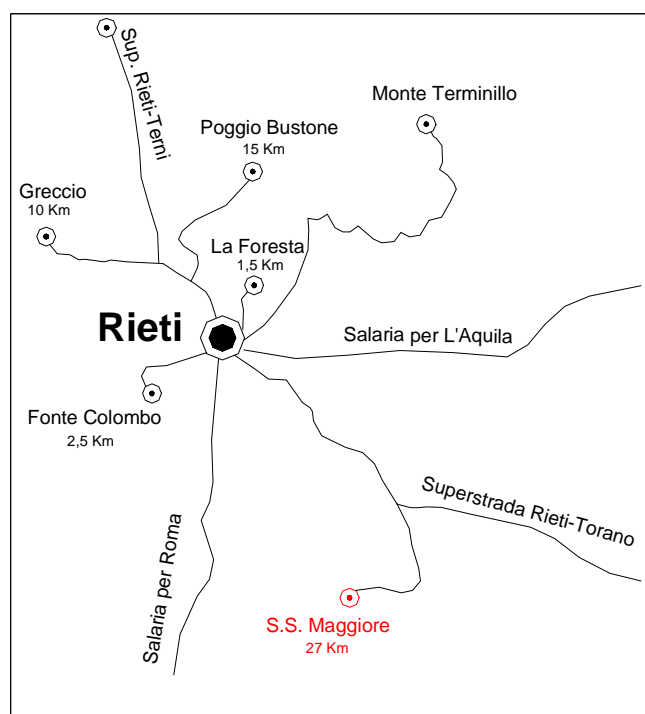 Sup. Rieti-Terni
Monte Terminillo
Poggio Bustone
15 Km
Greccio
10 Km
La Foresta
1,5 Km
Rieti
Salaria per L'Aquila
Fonte Colombo
2,5 Km
Superstrada Rieti-Torano
Salaria per Roma
S.S. Maggiore
27 Km